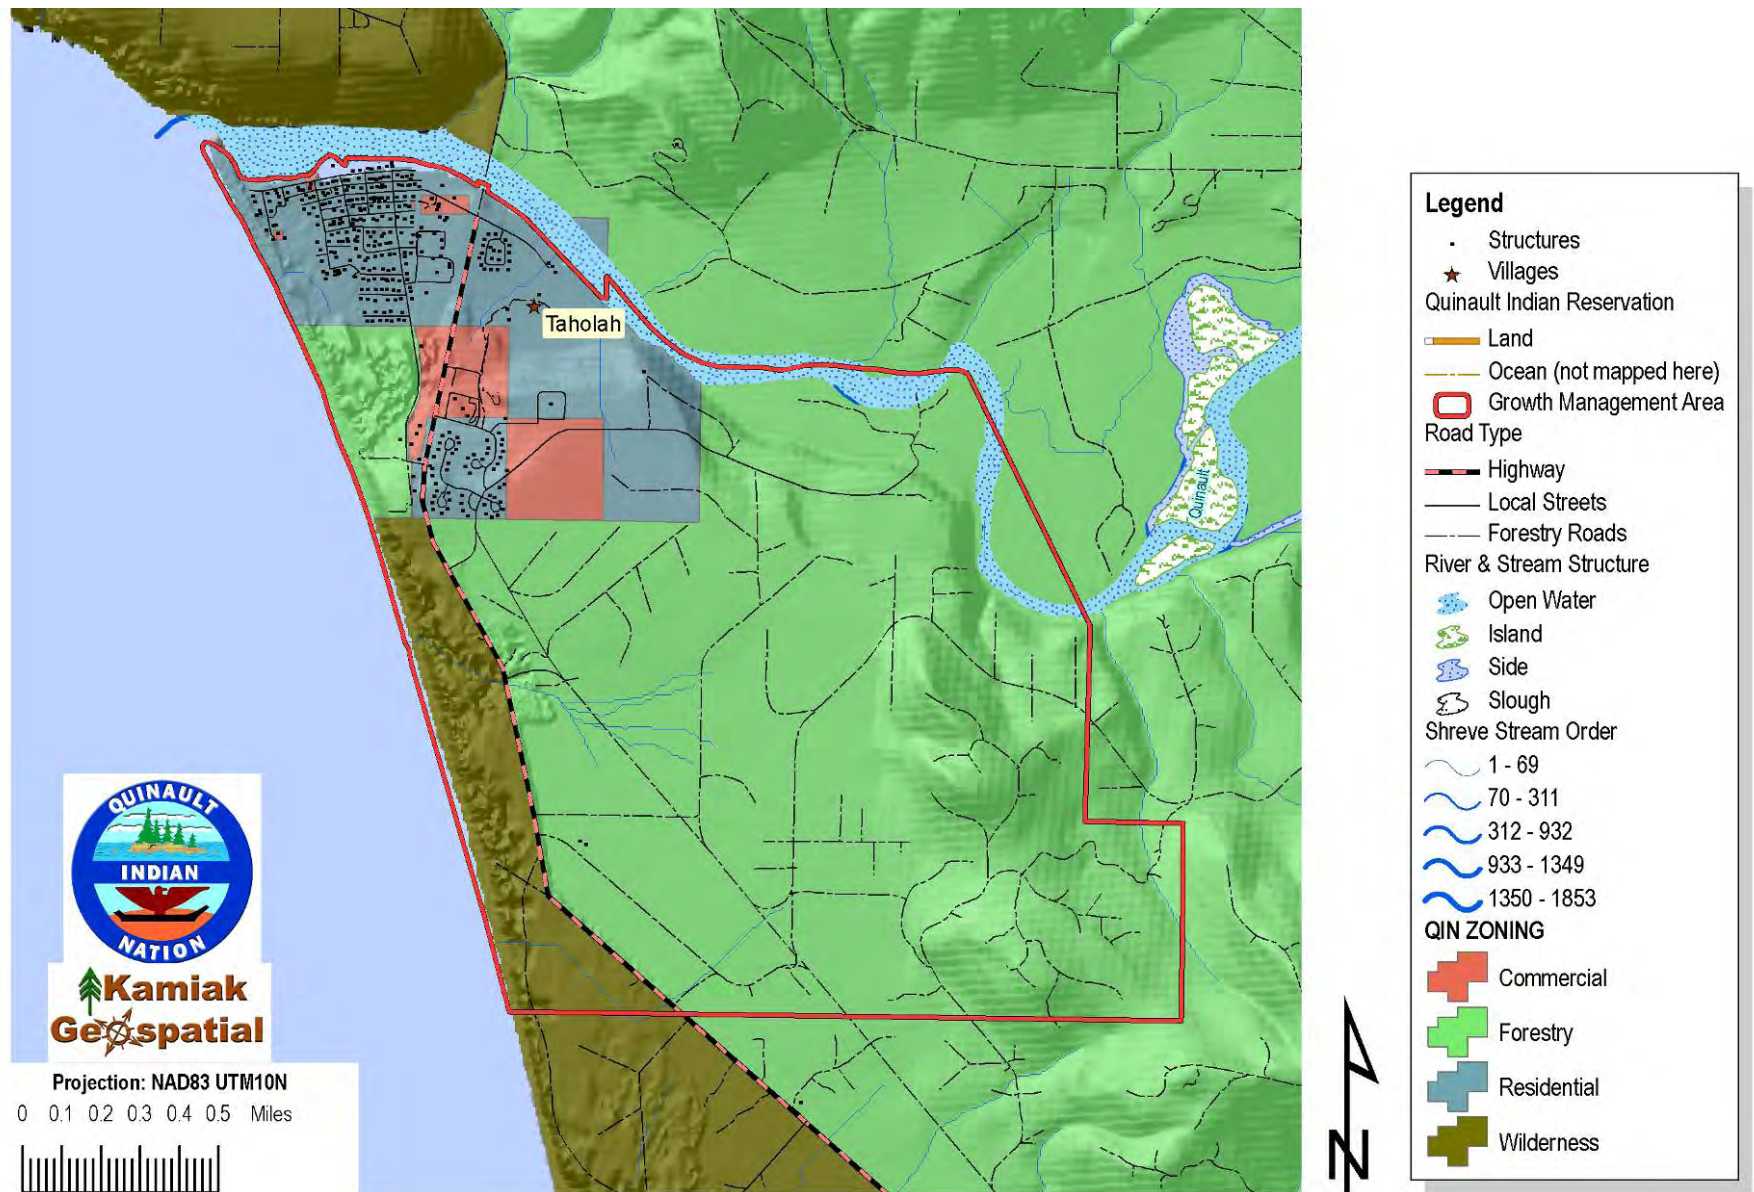 Taholah
Quinault
QUINAULT
INDIAN
NATION
Kamiak
Geospatial
Projection: NAD83 UTM10N
0 0.1 0.2 0.3 0.4 0.5 Miles
N
Legend
Structures
Villages
Quinault Indian Reservation
Land
Ocean (not mapped here)
Growth Management Area
Road Type
Highway
Local Streets
Forestry Roads
River & Stream Structure
Open Water
Island
Side
Slough
Shreve Stream Order
1 - 69
70 - 311
312 - 932
933 - 1349
1350 - 1853
QIN ZONING
Commercial
Forestry
Residential
Wilderness